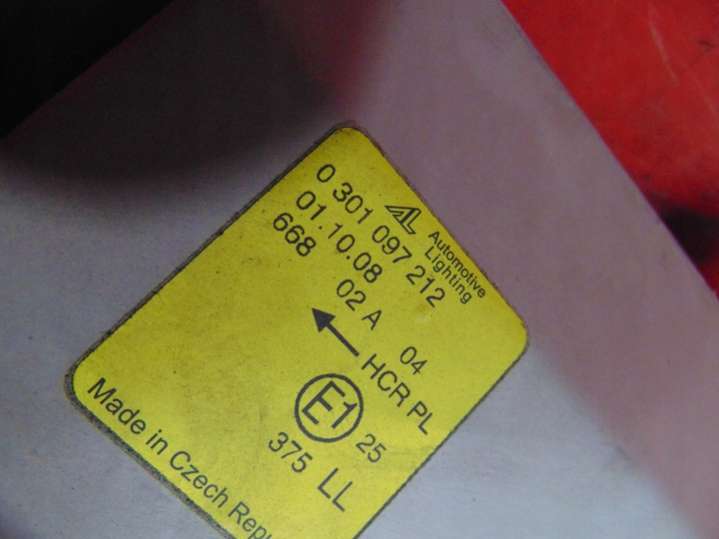 Automotive
Lighting
0 301 097 212
01.10.08
668
02 A 04
HCR PL
E1 25
375 LL
Made in Czech